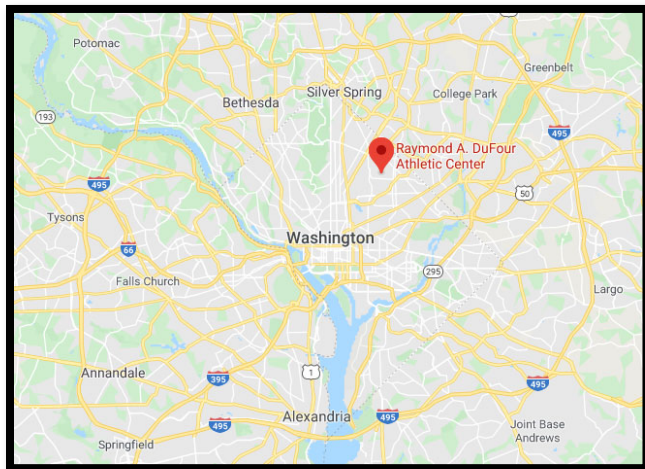 Potomac
Greenbelt
Silver Spring
College Park
Bethesda
193
495
Raymond A. DuFour
Athletic Center
495
50
Tysons
Washington
66
295
Falls Church
Largo
Annandale
395
1
495
Alexandria
495
495
Joint Base
Andrews
Springfield